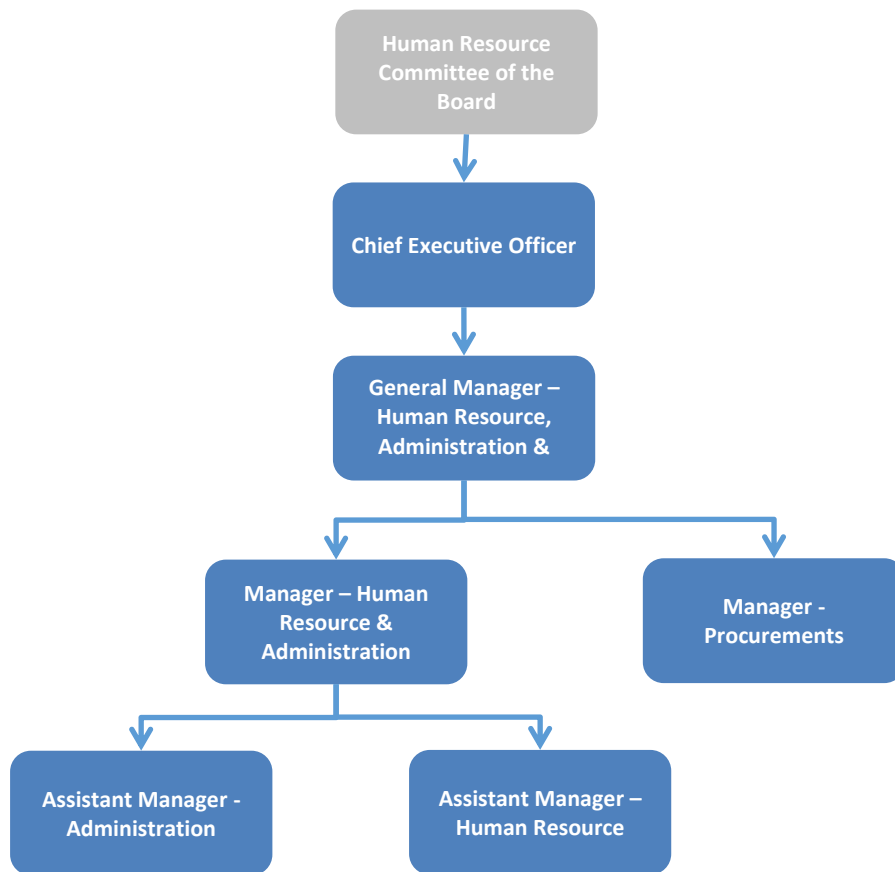 Human Resource
Committee of the
Board
Chief Executive Officer
General Manager –
Human Resource,
Administration &
Manager – Human
Resource &
Administration
Manager -
Procurements
Assistant Manager -
Administration
Assistant Manager –
Human Resource